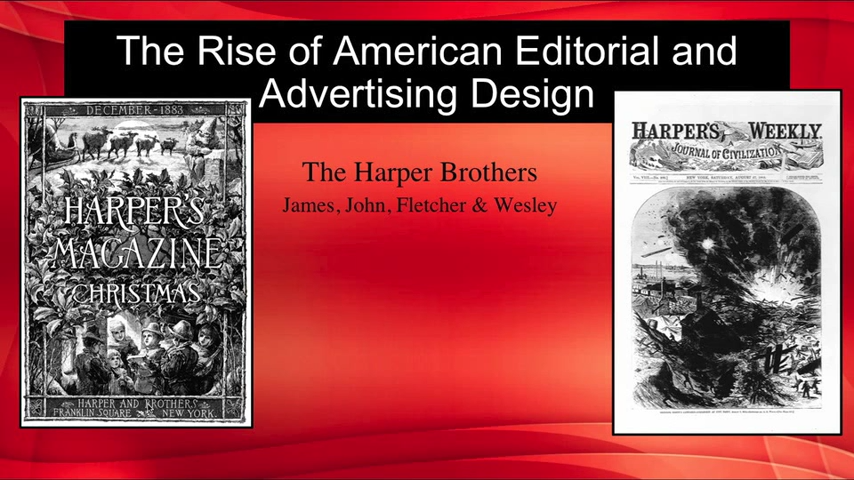 The Rise of American Editorial and
Advertising Design
DECEMBER·1883
HARPER'S
MAGAZINE
CHRISTMAS
HARPER AND BROTHERS
FRANKLIN SQUARE NEW YORK.
The Harper Brothers
James, John, Fletcher & Wesley
HARPER'S WEEKLY.
JOURNAL OF CIVILIZATION
NEW YORK, SATURDAY, AUGUST